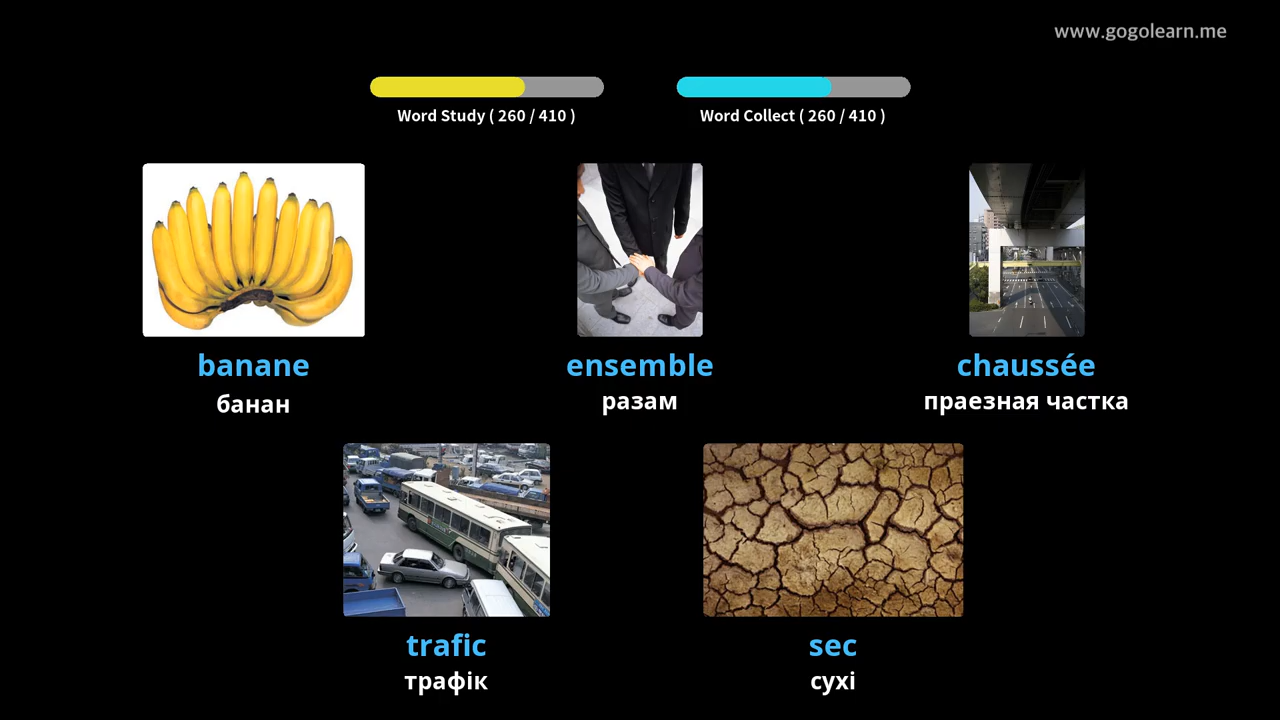 www.gogolearn.me
Word Study ( 260 / 410 )
Word Collect ( 260 / 410 )
banane
банан
ensemble
разам
chaussée
праезная частка
trafic
трафік
sec
сухі